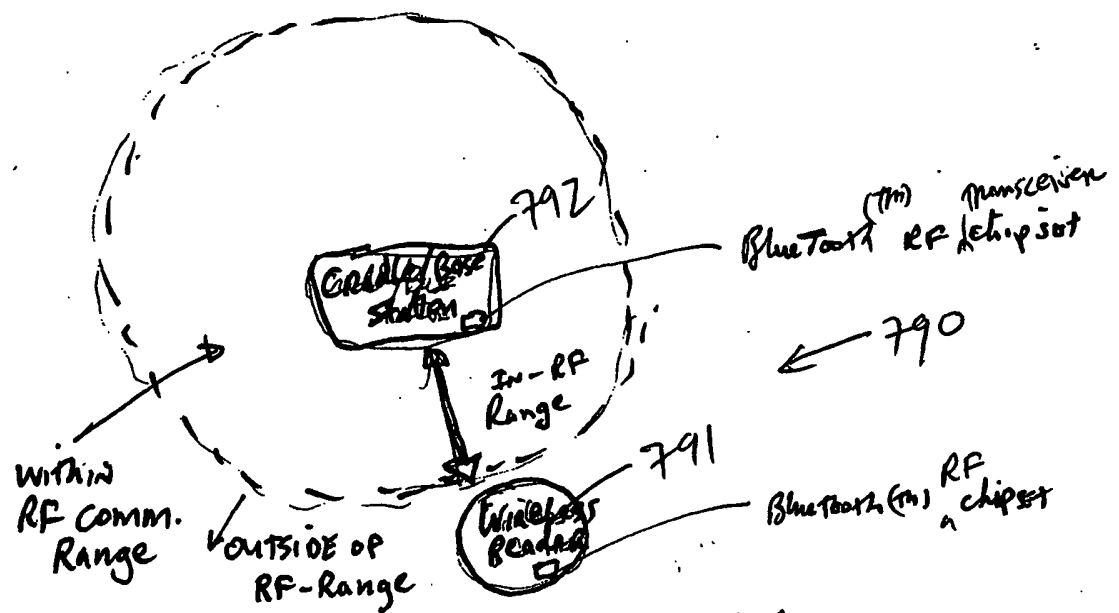 792
Cradle/Base
Station
BlueTooth (TM) RF Transceiver chipset
790
In-RF
Range
791
Within
RF Comm.
Range
Outside of
RF-Range
Wireless
Reader
BlueTooth (TM) RF chipset